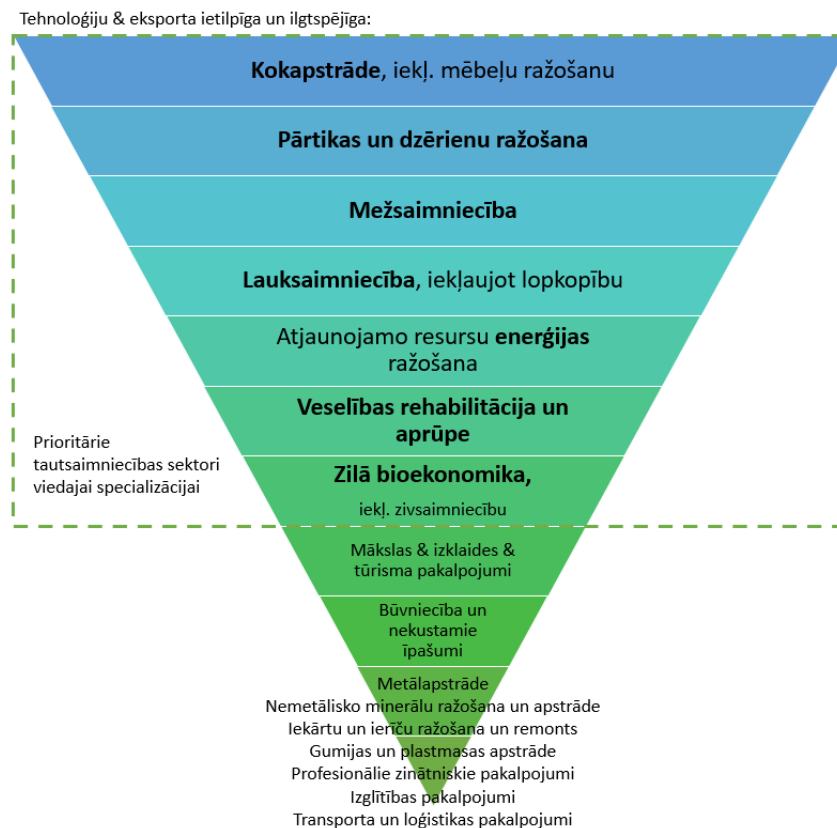 Tehnoloģiju & eksporta ietilpīga un ilgtspējīga:
Kokapstrāde, iekļ. mēbeļu ražošanu
Pārtikas un dzērienu ražošana
Mežsaimniecība
Lauksaimniecība, iekļaujot lopkopību
Atjaunojamo resursu enerģijas
ražošana
Veselības rehabilitācija un
aprūpe
Zilā bioekonomika,
iekļ. zivsaimniecību
Prioritārie
tautsaimniecības sektori
viedajai specializācijai
Mākslas & izklaides &
tūrisma pakalpojumi
Būvniecība un
nekustamie
īpašumi
Metālapstrāde
Nemetālisko minerālu ražošana un apstrāde
Iekārtu un ierīču ražošana un remonts
Gumijas un plastmasas apstrāde
Profesionālie zinātniskie pakalpojumi
Izglītības pakalpojumi
Transporta un loģistikas pakalpojumi